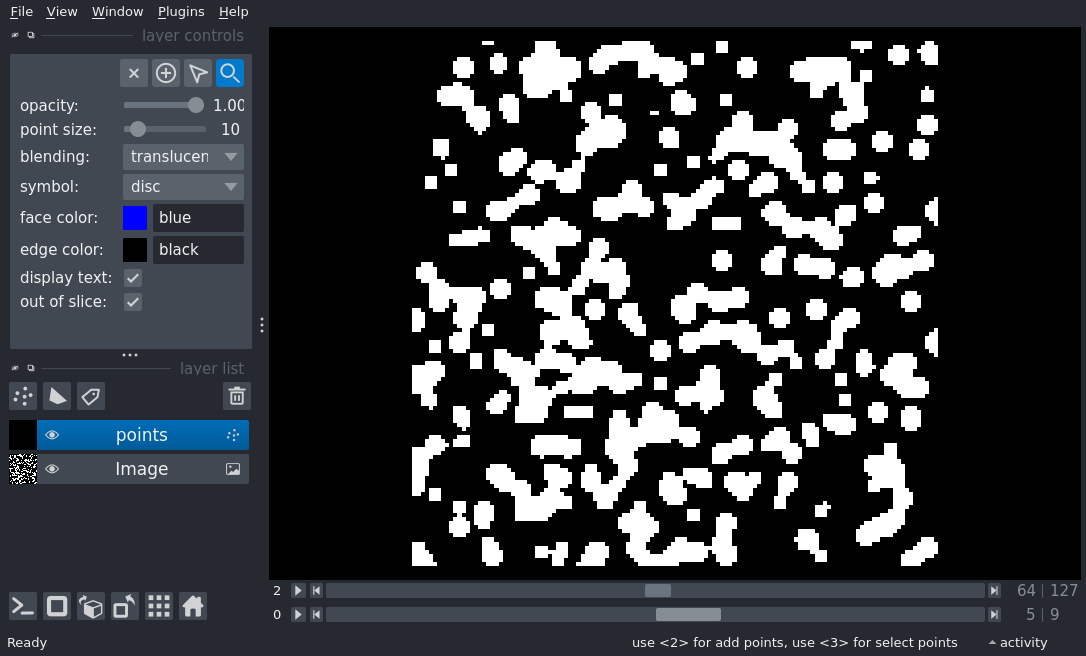 File View Window Plugins Help
layer controls
opacity: 1.00
point size: 10
blending: translucen
symbol: disc
face color: blue
edge color: black
display text:
out of slice:
layer list
points
Image
2 64 | 127
0 5 | 9
Ready use <2> for add points, use <3> for select points activity